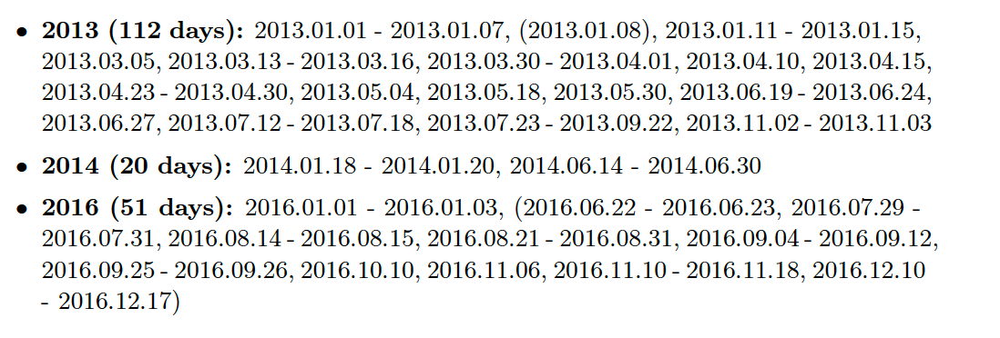 • 2013 (112 days): 2013.01.01 - 2013.01.07, (2013.01.08), 2013.01.11 - 2013.01.15,
2013.03.05, 2013.03.13 - 2013.03.16, 2013.03.30 - 2013.04.01, 2013.04.10, 2013.04.15,
2013.04.23 - 2013.04.30, 2013.05.04, 2013.05.18, 2013.05.30, 2013.06.19 - 2013.06.24,
2013.06.27, 2013.07.12 - 2013.07.18, 2013.07.23 - 2013.09.22, 2013.11.02 - 2013.11.03
• 2014 (20 days): 2014.01.18 - 2014.01.20, 2014.06.14 - 2014.06.30
• 2016 (51 days): 2016.01.01 - 2016.01.03, (2016.06.22 - 2016.06.23, 2016.07.29 -
2016.07.31, 2016.08.14 - 2016.08.15, 2016.08.21 - 2016.08.31, 2016.09.04 - 2016.09.12,
2016.09.25 - 2016.09.26, 2016.10.10, 2016.11.06, 2016.11.10 - 2016.11.18, 2016.12.10
- 2016.12.17)